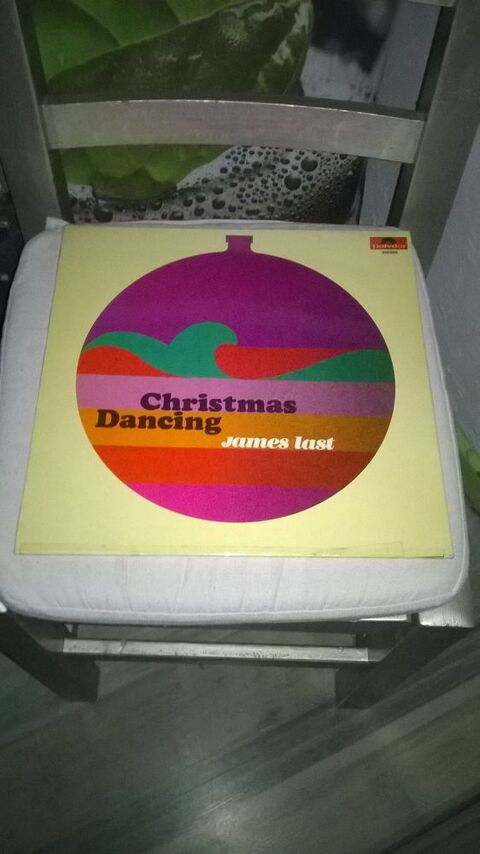 Polydor
Christmas
Dancing
james last